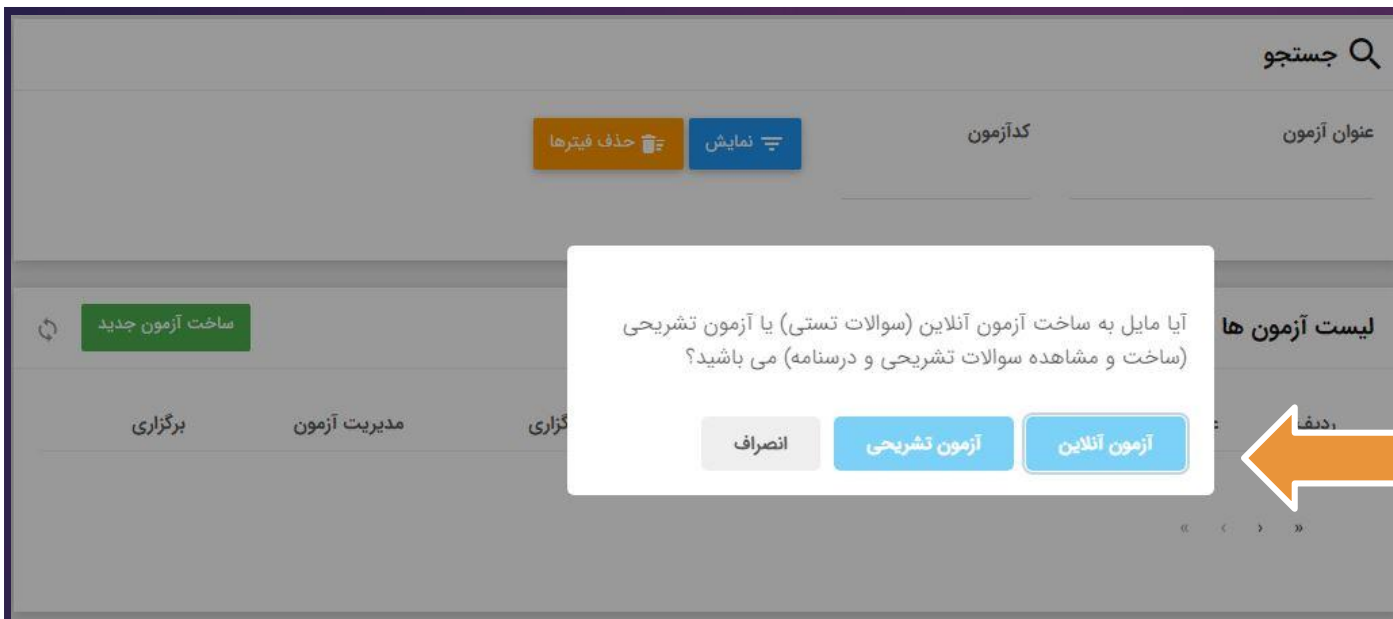 جستجو
عنوان آزمون
کدآزمون
نمایش
حذف فیترها
لیست آزمون ها
ساخت آزمون جدید
آیا مایل به ساخت آزمون آنلاین (سوالات تستی) یا آزمون تشریحی
(ساخت و مشاهده سوالات تشریحی و درسنامه) می باشید؟
آزمون آنلاین
آزمون تشریحی
انصراف
ردیف
مدیریت آزمون
برگزاری
« ‹ › »